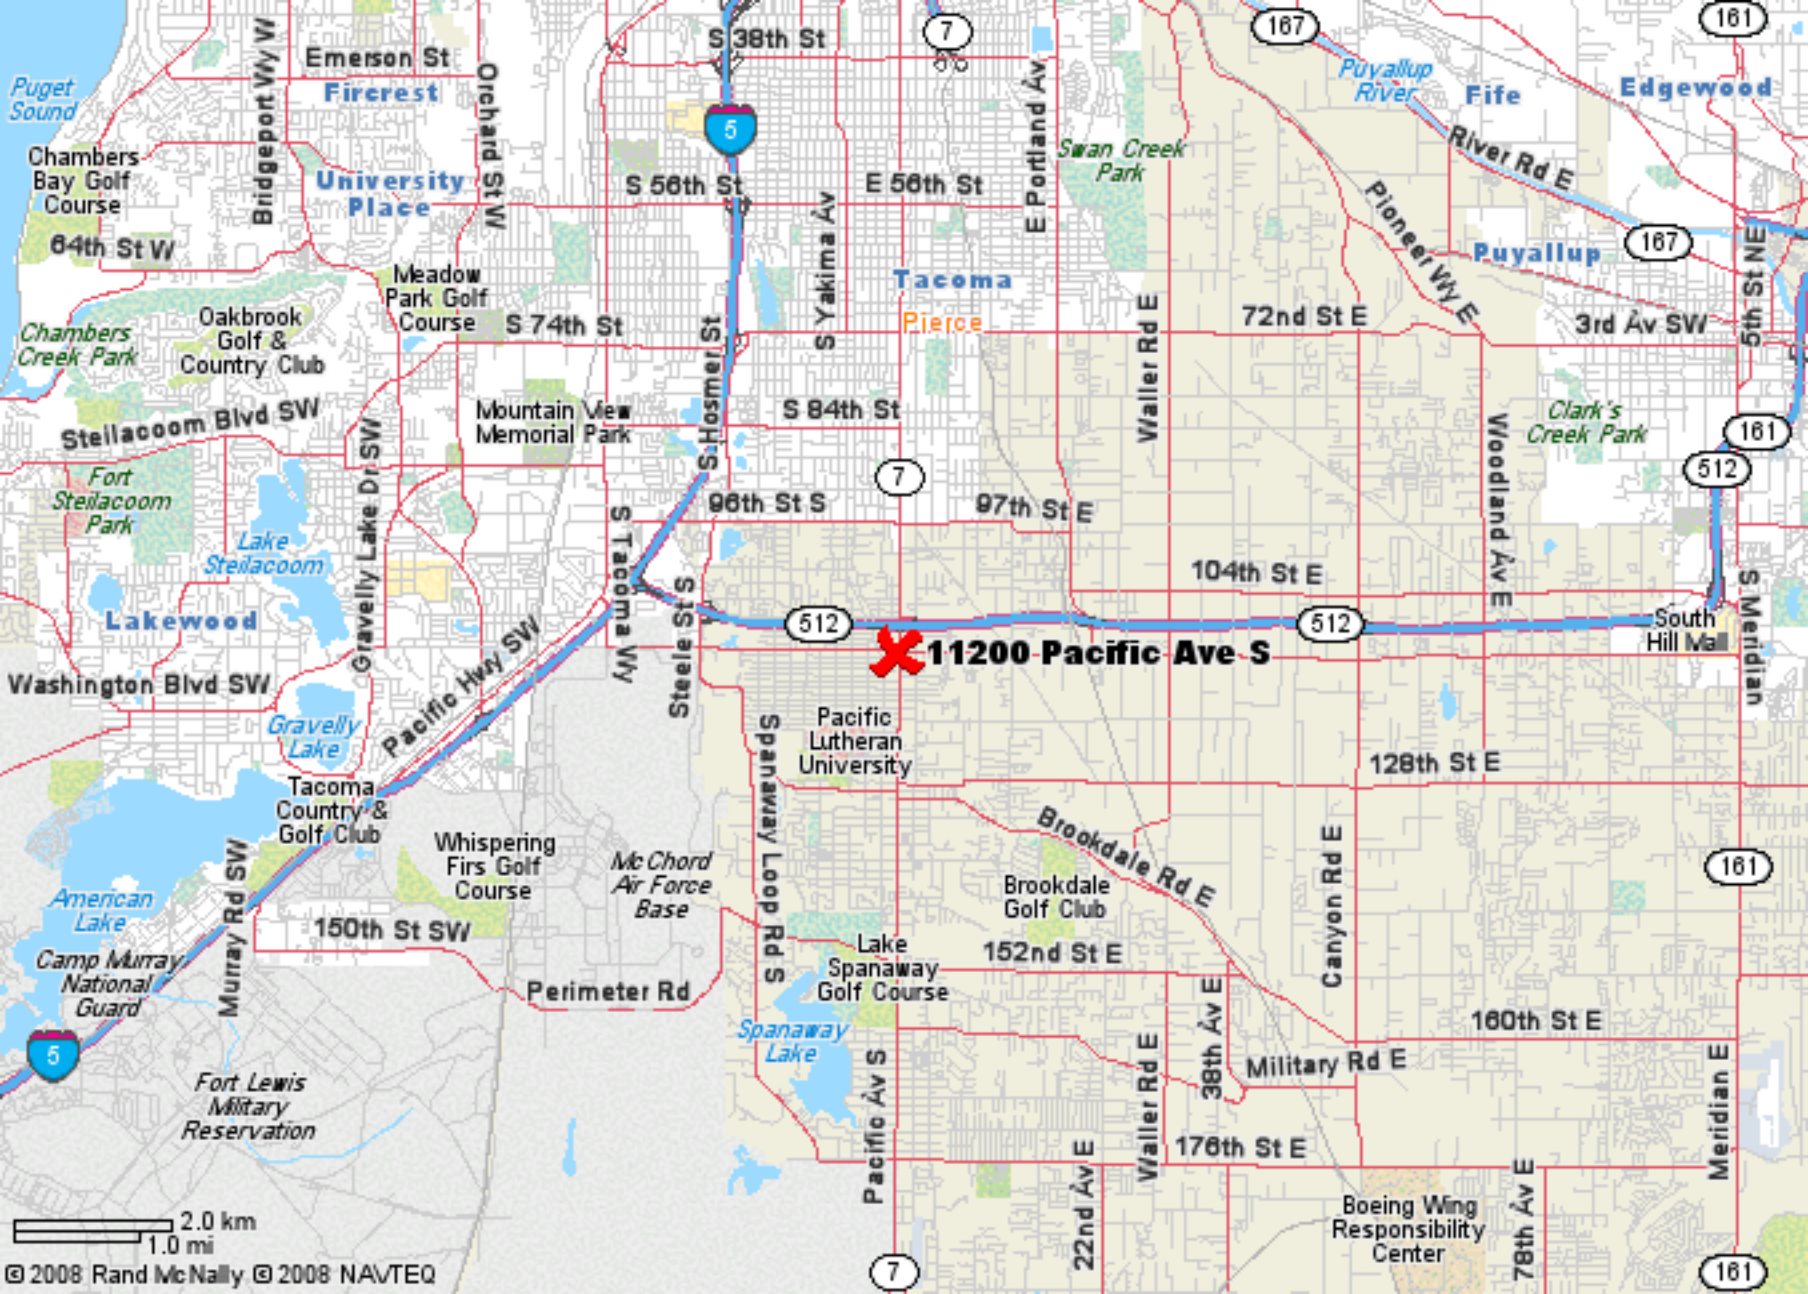 S 38th St
7
167
161
Emerson St
Fircrest
Puget
Sound
Bridgeport Wy W
Orchard St W
5
E Portland Av
Puyallup
River
Fife
Edgewood
River Rd E
Chambers
Bay Golf
Course
University
Place
S 56th St
E 56th St
Swan Creek
Park
Pioneer Wy E
64th St W
167
Puyallup
5th St NE
Meadow
Park Golf
Course
S Yakima Av
Tacoma
Pierce
Waller Rd E
72nd St E
3rd Av SW
Oakbrook
Golf &
Country Club
Chambers
Creek Park
S 74th St
S Hosmer St
Steilacoom Blvd SW
Mountain View
Memorial Park
S 84th St
Clark's
Creek Park
161
512
Woodland Av E
Gravelly Lake Dr SW
Fort
Steilacoom
Park
7
96th St S
97th St E
Lake
Steilacoom
S Tacoma Wy
104th St E
Steele St S
Lakewood
512
512
South
Hill Mall
S Meridian
11200 Pacific Ave S
Washington Blvd SW
Pacific Hwy SW
Gravelly
Lake
Pacific
Lutheran
University
Spanaway Loop Rd S
128th St E
Tacoma
Country &
Golf Club
Whispering
Firs Golf
Course
Mc Chord
Air Force
Base
Brookdale Rd E
Brookdale
Golf Club
Canyon Rd E
161
American
Lake
Murray Rd SW
150th St SW
Camp Murray
National
Guard
Perimeter Rd
Lake
Spanaway
Golf Course
152nd St E
38th Av E
160th St E
Spanaway
Lake
Pacific Av S
Waller Rd E
Military Rd E
Meridian E
5
Fort Lewis
Military
Reservation
176th St E
22nd Av E
78th Av E
Boeing Wing
Responsibility
Center
2.0 km
1.0 mi
© 2008 Rand McNally © 2008 NAVTEQ
7
161